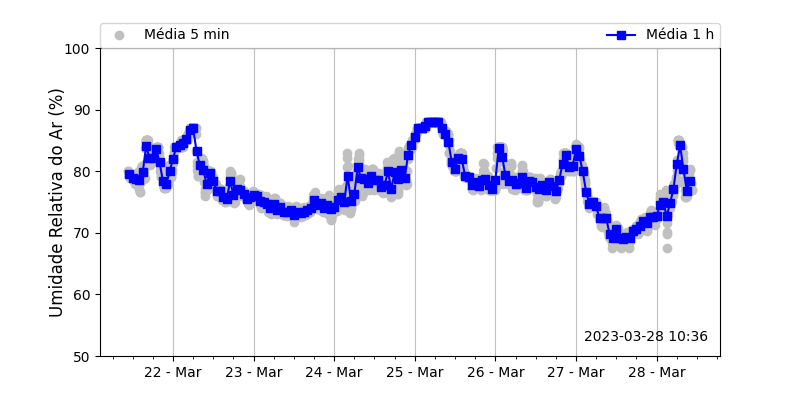 Média 5 min
Média 1 h
Umidade Relativa do Ar (%)
100
90
80
70
60
50
2023-03-28 10:36
22 - Mar
23 - Mar
24 - Mar
25 - Mar
26 - Mar
27 - Mar
28 - Mar